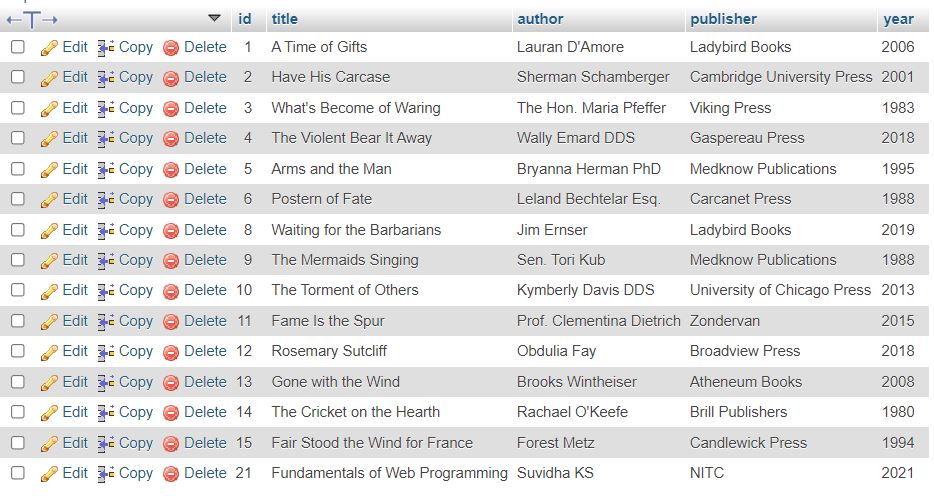 id title author publisher year
Edit Copy Delete 1 A Time of Gifts Lauran D'Amore Ladybird Books 2006
Edit Copy Delete 2 Have His Carcase Sherman Schamberger Cambridge University Press 2001
Edit Copy Delete 3 What's Become of Waring The Hon. Maria Pfeffer Viking Press 1983
Edit Copy Delete 4 The Violent Bear It Away Wally Emard DDS Gaspereau Press 2018
Edit Copy Delete 5 Arms and the Man Bryanna Herman PhD Medknow Publications 1995
Edit Copy Delete 6 Postern of Fate Leland Bechtelar Esq. Carcanet Press 1988
Edit Copy Delete 8 Waiting for the Barbarians Jim Ernser Ladybird Books 2019
Edit Copy Delete 9 The Mermaids Singing Sen. Tori Kub Medknow Publications 1988
Edit Copy Delete 10 The Torment of Others Kymberly Davis DDS University of Chicago Press 2013
Edit Copy Delete 11 Fame Is the Spur Prof. Clementina Dietrich Zondervan 2015
Edit Copy Delete 12 Rosemary Sutcliff Obdulia Fay Broadview Press 2018
Edit Copy Delete 13 Gone with the Wind Brooks Wintheiser Atheneum Books 2008
Edit Copy Delete 14 The Cricket on the Hearth Rachael O'Keefe Brill Publishers 1980
Edit Copy Delete 15 Fair Stood the Wind for France Forest Metz Candlewick Press 1994
Edit Copy Delete 21 Fundamentals of Web Programming Suvidha KS NITC 2021